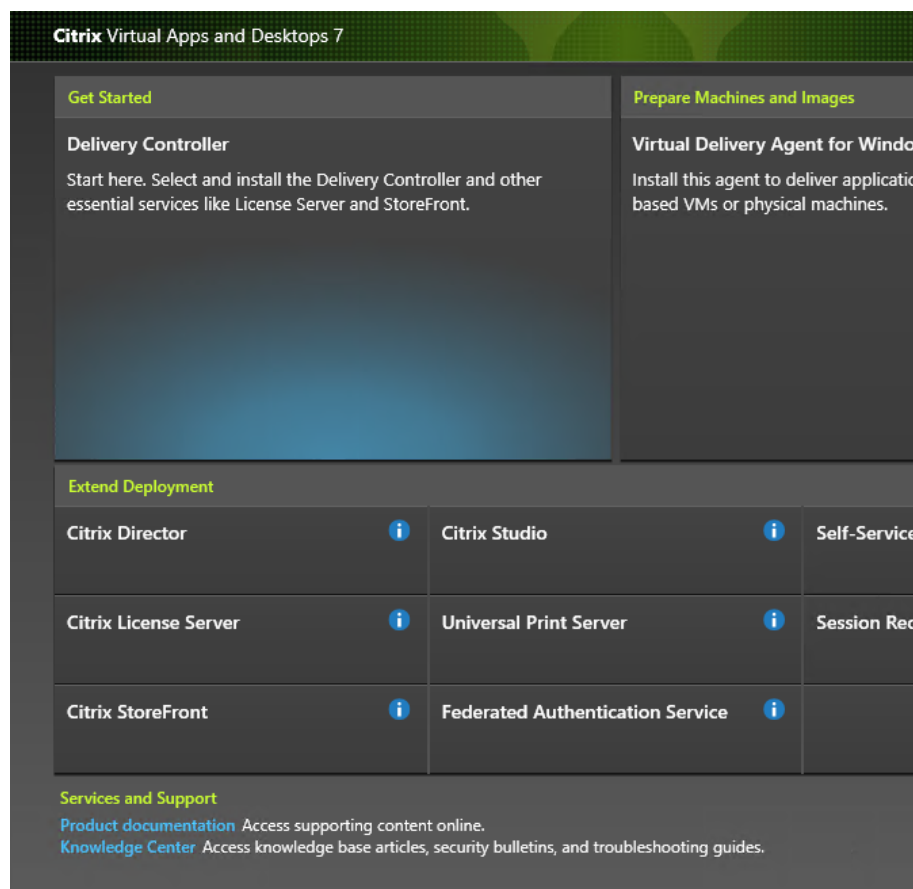 Citrix Virtual Apps and Desktops 7
Get Started
Delivery Controller
Start here. Select and install the Delivery Controller and other
essential services like License Server and StoreFront.
Prepare Machines and Images
Virtual Delivery Agent for Windo
Install this agent to deliver applicatio
based VMs or physical machines.
Extend Deployment
Citrix Director
Citrix Studio
Self-Service
Citrix License Server
Universal Print Server
Session Rec
Citrix StoreFront
Federated Authentication Service
Services and Support
Product documentation Access supporting content online.
Knowledge Center Access knowledge base articles, security bulletins, and troubleshooting guides.